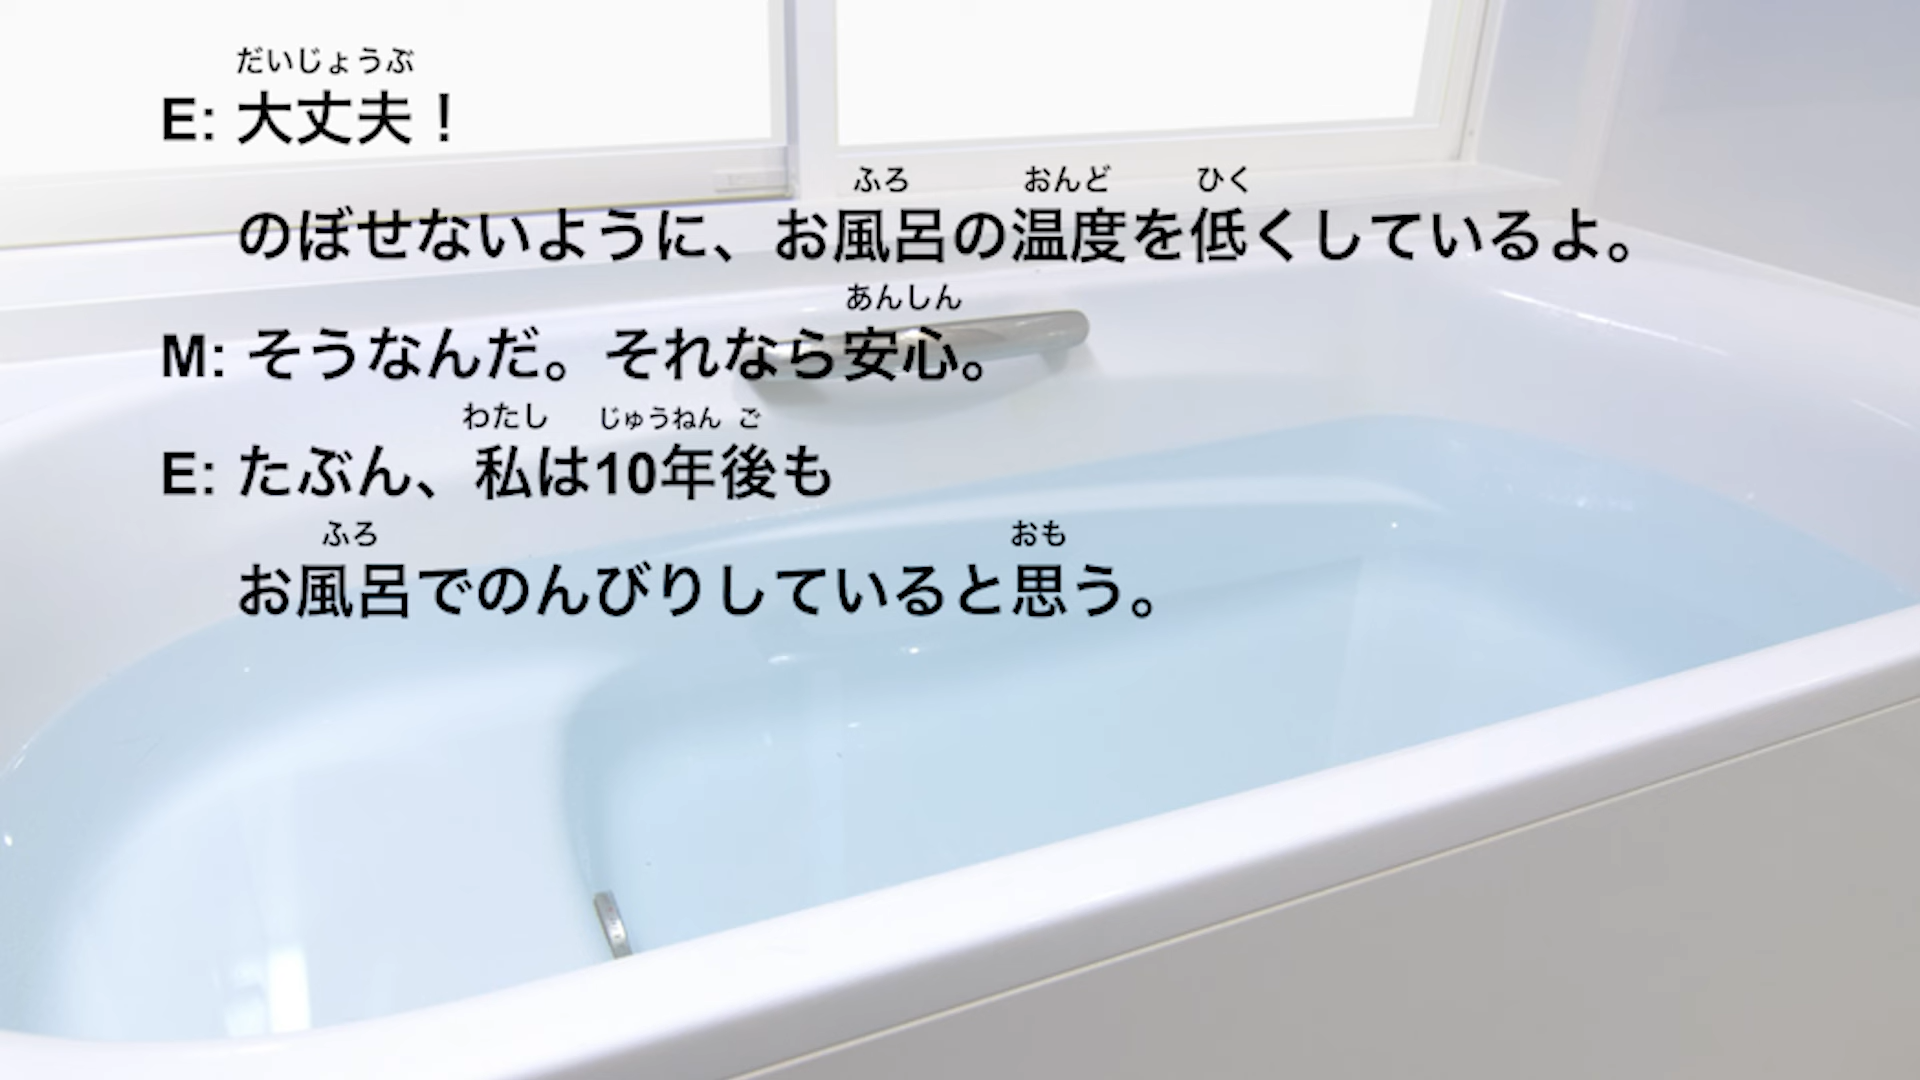 だいじょうぶ
E: 大丈夫！
ふろ おんど ひく
のぼせないように、お風呂の温度を低くしているよ。
あんしん
M: そうなんだ。それなら安心。
わたし じゅうねん ご
E: たぶん、私は10年後も
ふろ おも
お風呂でのんびりしていると思う。